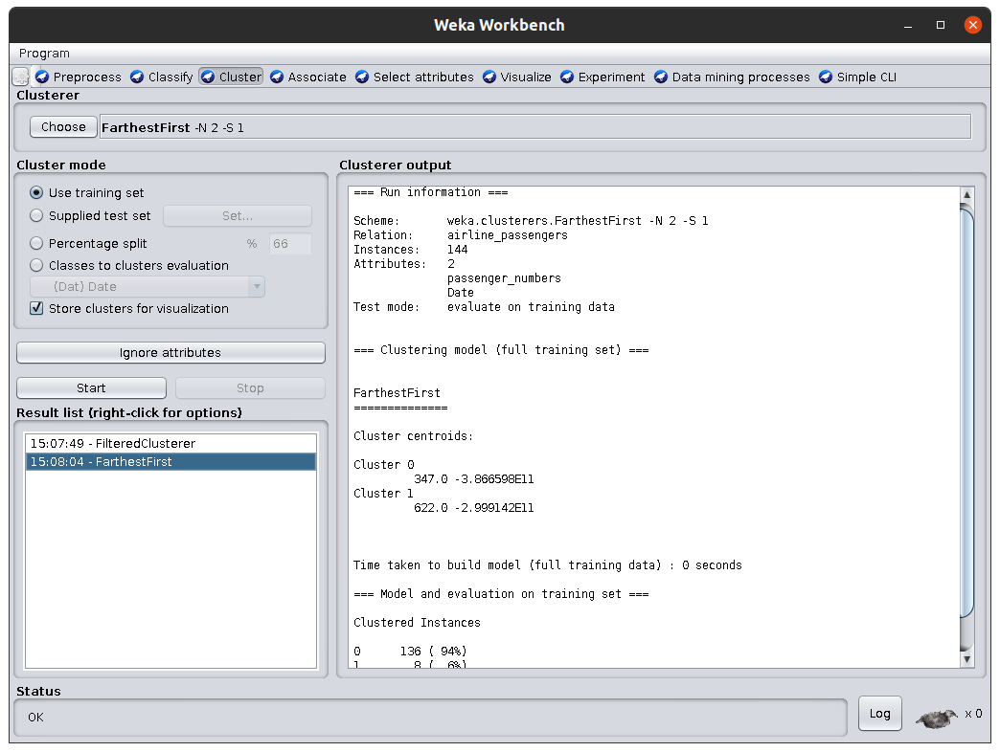 Weka Workbench
Program
Preprocess Classify Cluster Associate Select attributes Visualize Experiment Data mining processes Simple CLI
Clusterer
Choose FarthestFirst -N 2 -S 1
Cluster mode
Use training set
Supplied test set Set...
Percentage split % 66
Classes to clusters evaluation
(Dat) Date
Store clusters for visualization
Ignore attributes
Start Stop
Result list (right-click for options)
15:07:49 - FilteredClusterer
15:08:04 - FarthestFirst
Clusterer output
=== Run information ===
Scheme: weka.clusterers.FarthestFirst -N 2 -S 1
Relation: airline_passengers
Instances: 144
Attributes: 2
passenger_numbers
Date
Test mode: evaluate on training data
=== Clustering model (full training set) ===
FarthestFirst
==============
Cluster centroids:
Cluster 0
347.0 -3.866598E11
Cluster 1
622.0 -2.999142E11
Time taken to build model (full training data) : 0 seconds
=== Model and evaluation on training set ===
Clustered Instances
0 136 ( 94%)
1 8 ( 6%)
Status
OK
Log x 0